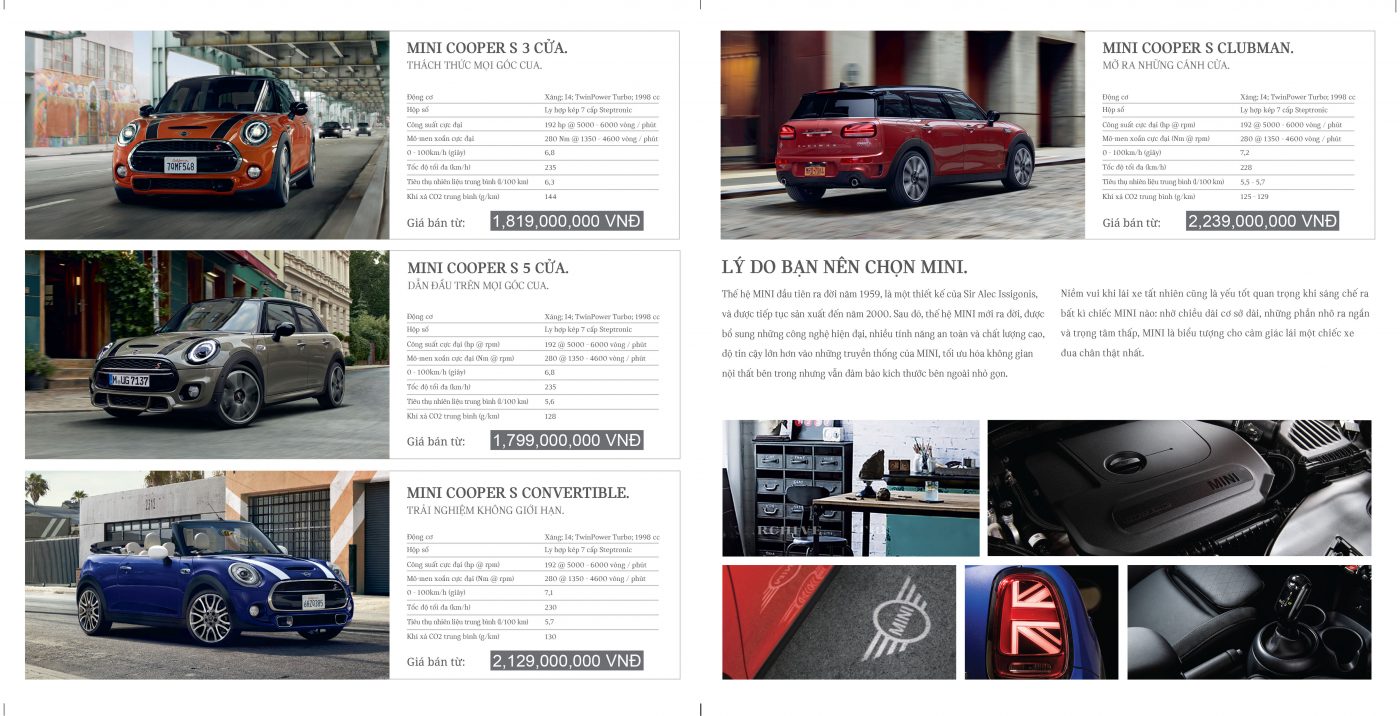 MINI COOPER S 3 CỬA.
THÁCH THỨC MỌI GÓC CUA.
Động cơ Xăng; I4; TwinPower Turbo; 1998 cc
Hộp số Ly hợp kép 7 cấp Steptronic
Công suất cực đại 192 hp @ 5000 - 6000 vòng / phút
Mô-men xoắn cực đại 280 Nm @ 1350 - 4600 vòng / phút
0 - 100km/h (giây) 6,8
Tốc độ tối đa (km/h) 235
Tiêu thụ nhiên liệu trung bình (l/100 km) 6,3
Khí xả CO2 trung bình (g/km) 144
Giá bán từ: 1,819,000,000 VNĐ
7GMF548
MINI COOPER S 5 CỬA.
DẪN ĐẦU TRÊN MỌI GÓC CUA.
Động cơ Xăng; I4; TwinPower Turbo; 1998 cc
Hộp số Ly hợp kép 7 cấp Steptronic
Công suất cực đại (hp @ rpm) 192 @ 5000 - 6000 vòng / phút
Mô-men xoắn cực đại (Nm @ rpm) 280 @ 1350 - 4600 vòng / phút
0 - 100km/h (giây) 6,8
Tốc độ tối đa (km/h) 235
Tiêu thụ nhiên liệu trung bình (l/100 km) 5,6
Khí xả CO2 trung bình (g/km) 128
Giá bán từ: 1,799,000,000 VNĐ
M UG 7137
MINI COOPER S CONVERTIBLE.
TRẢI NGHIỆM KHÔNG GIỚI HẠN.
Động cơ Xăng; I4; TwinPower Turbo; 1998 cc
Hộp số Ly hợp kép 7 cấp Steptronic
Công suất cực đại (hp @ rpm) 192 @ 5000 - 6000 vòng / phút
Mô-men xoắn cực đại (Nm @ rpm) 280 @ 1350 - 4600 vòng / phút
0 - 100km/h (giây) 7,1
Tốc độ tối đa (km/h) 230
Tiêu thụ nhiên liệu trung bình (l/100 km) 5,7
Khí xả CO2 trung bình (g/km) 130
Giá bán từ: 2,129,000,000 VNĐ
MINI COOPER S CLUBMAN.
MỞ RA NHỮNG CÁNH CỬA.
Động cơ Xăng; I4; TwinPower Turbo; 1998 cc
Hộp số Ly hợp kép 7 cấp Steptronic
Công suất cực đại (hp @ rpm) 192 @ 5000 - 6000 vòng / phút
Mô-men xoắn cực đại (Nm @ rpm) 280 @ 1350 - 4600 vòng / phút
0 - 100km/h (giây) 7,2
Tốc độ tối đa (km/h) 228
Tiêu thụ nhiên liệu trung bình (l/100 km) 5,5 - 5,7
Khí xả CO2 trung bình (g/km) 125 - 129
Giá bán từ: 2,239,000,000 VNĐ
LÝ DO BẠN NÊN CHỌN MINI.
Thế hệ MINI đầu tiên ra đời năm 1959, là một thiết kế của Sir Alec Issigonis,
và được tiếp tục sản xuất đến năm 2000. Sau đó, thế hệ MINI mới ra đời, được
bổ sung những công nghệ hiện đại, nhiều tính năng an toàn và chất lượng cao,
độ tin cậy lớn hơn vào những truyền thống của MINI, tối ưu hóa không gian
nội thất bên trong nhưng vẫn đảm bảo kích thước bên ngoài nhỏ gọn.
Niềm vui khi lái xe tất nhiên cũng là yếu tốt quan trọng khi sáng chế ra
bất kì chiếc MINI nào: nhờ chiều dài cơ sở dài, những phần nhô ra ngắn
và trọng tâm thấp, MINI là biểu tượng cho cảm giác lái một chiếc xe
đua chân thật nhất.
RCHIVE
MINI
MINI